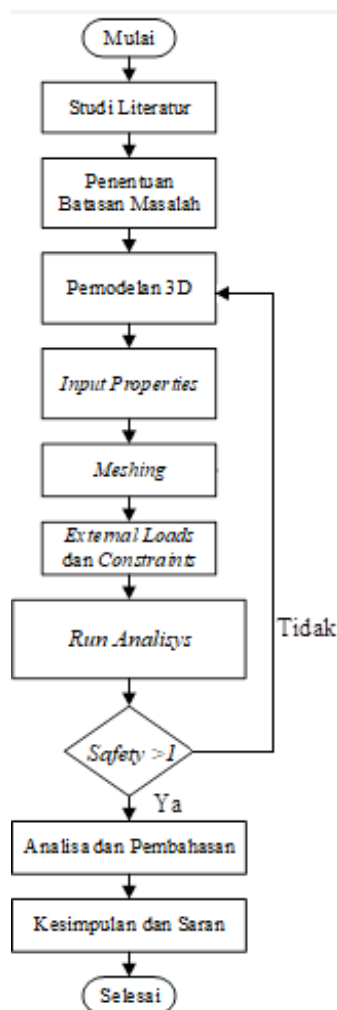 Mulai
Studi Literatur
Penentuan
Batasan Masalah
Pemodelan 3D
Input Properties
Meshing
External Loads
dan Constraints
Run Analisys
Tidak
Safety >1
Ya
Analisa dan Pembahasan
Kesimpulan dan Saran
Selesai